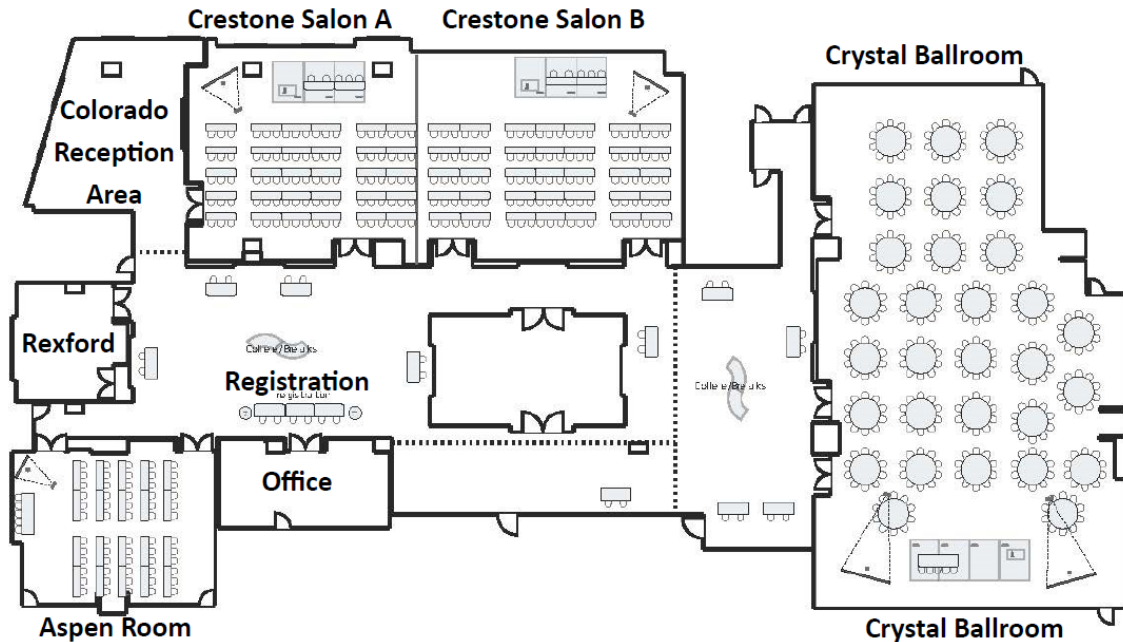 Crestone Salon A
Crestone Salon B
Crystal Ballroom
Colorado
Reception
Area
Rexford
Registration
Office
Aspen Room
Crystal Ballroom